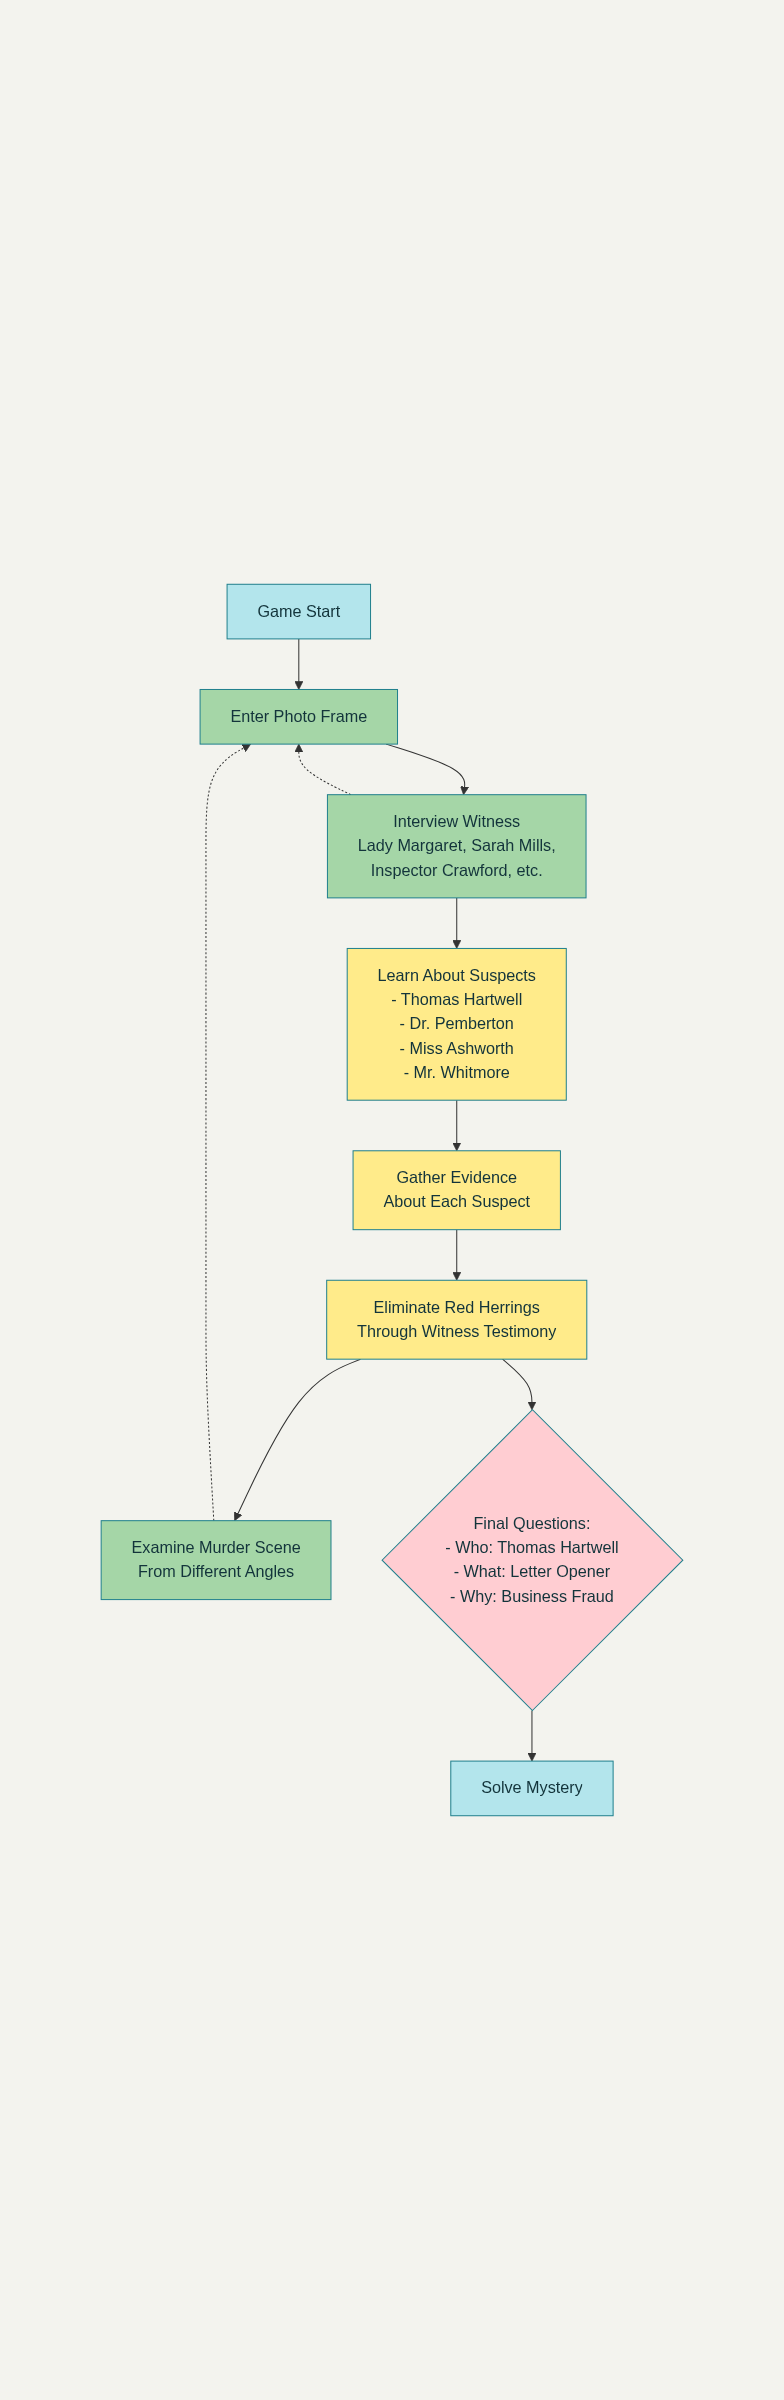 Game Start
Enter Photo Frame
Interview Witness
Lady Margaret, Sarah Mills,
Inspector Crawford, etc.
Learn About Suspects
- Thomas Hartwell
- Dr. Pemberton
- Miss Ashworth
- Mr. Whitmore
Gather Evidence
About Each Suspect
Eliminate Red Herrings
Through Witness Testimony
Examine Murder Scene
From Different Angles
Final Questions:
- Who: Thomas Hartwell
- What: Letter Opener
- Why: Business Fraud
Solve Mystery